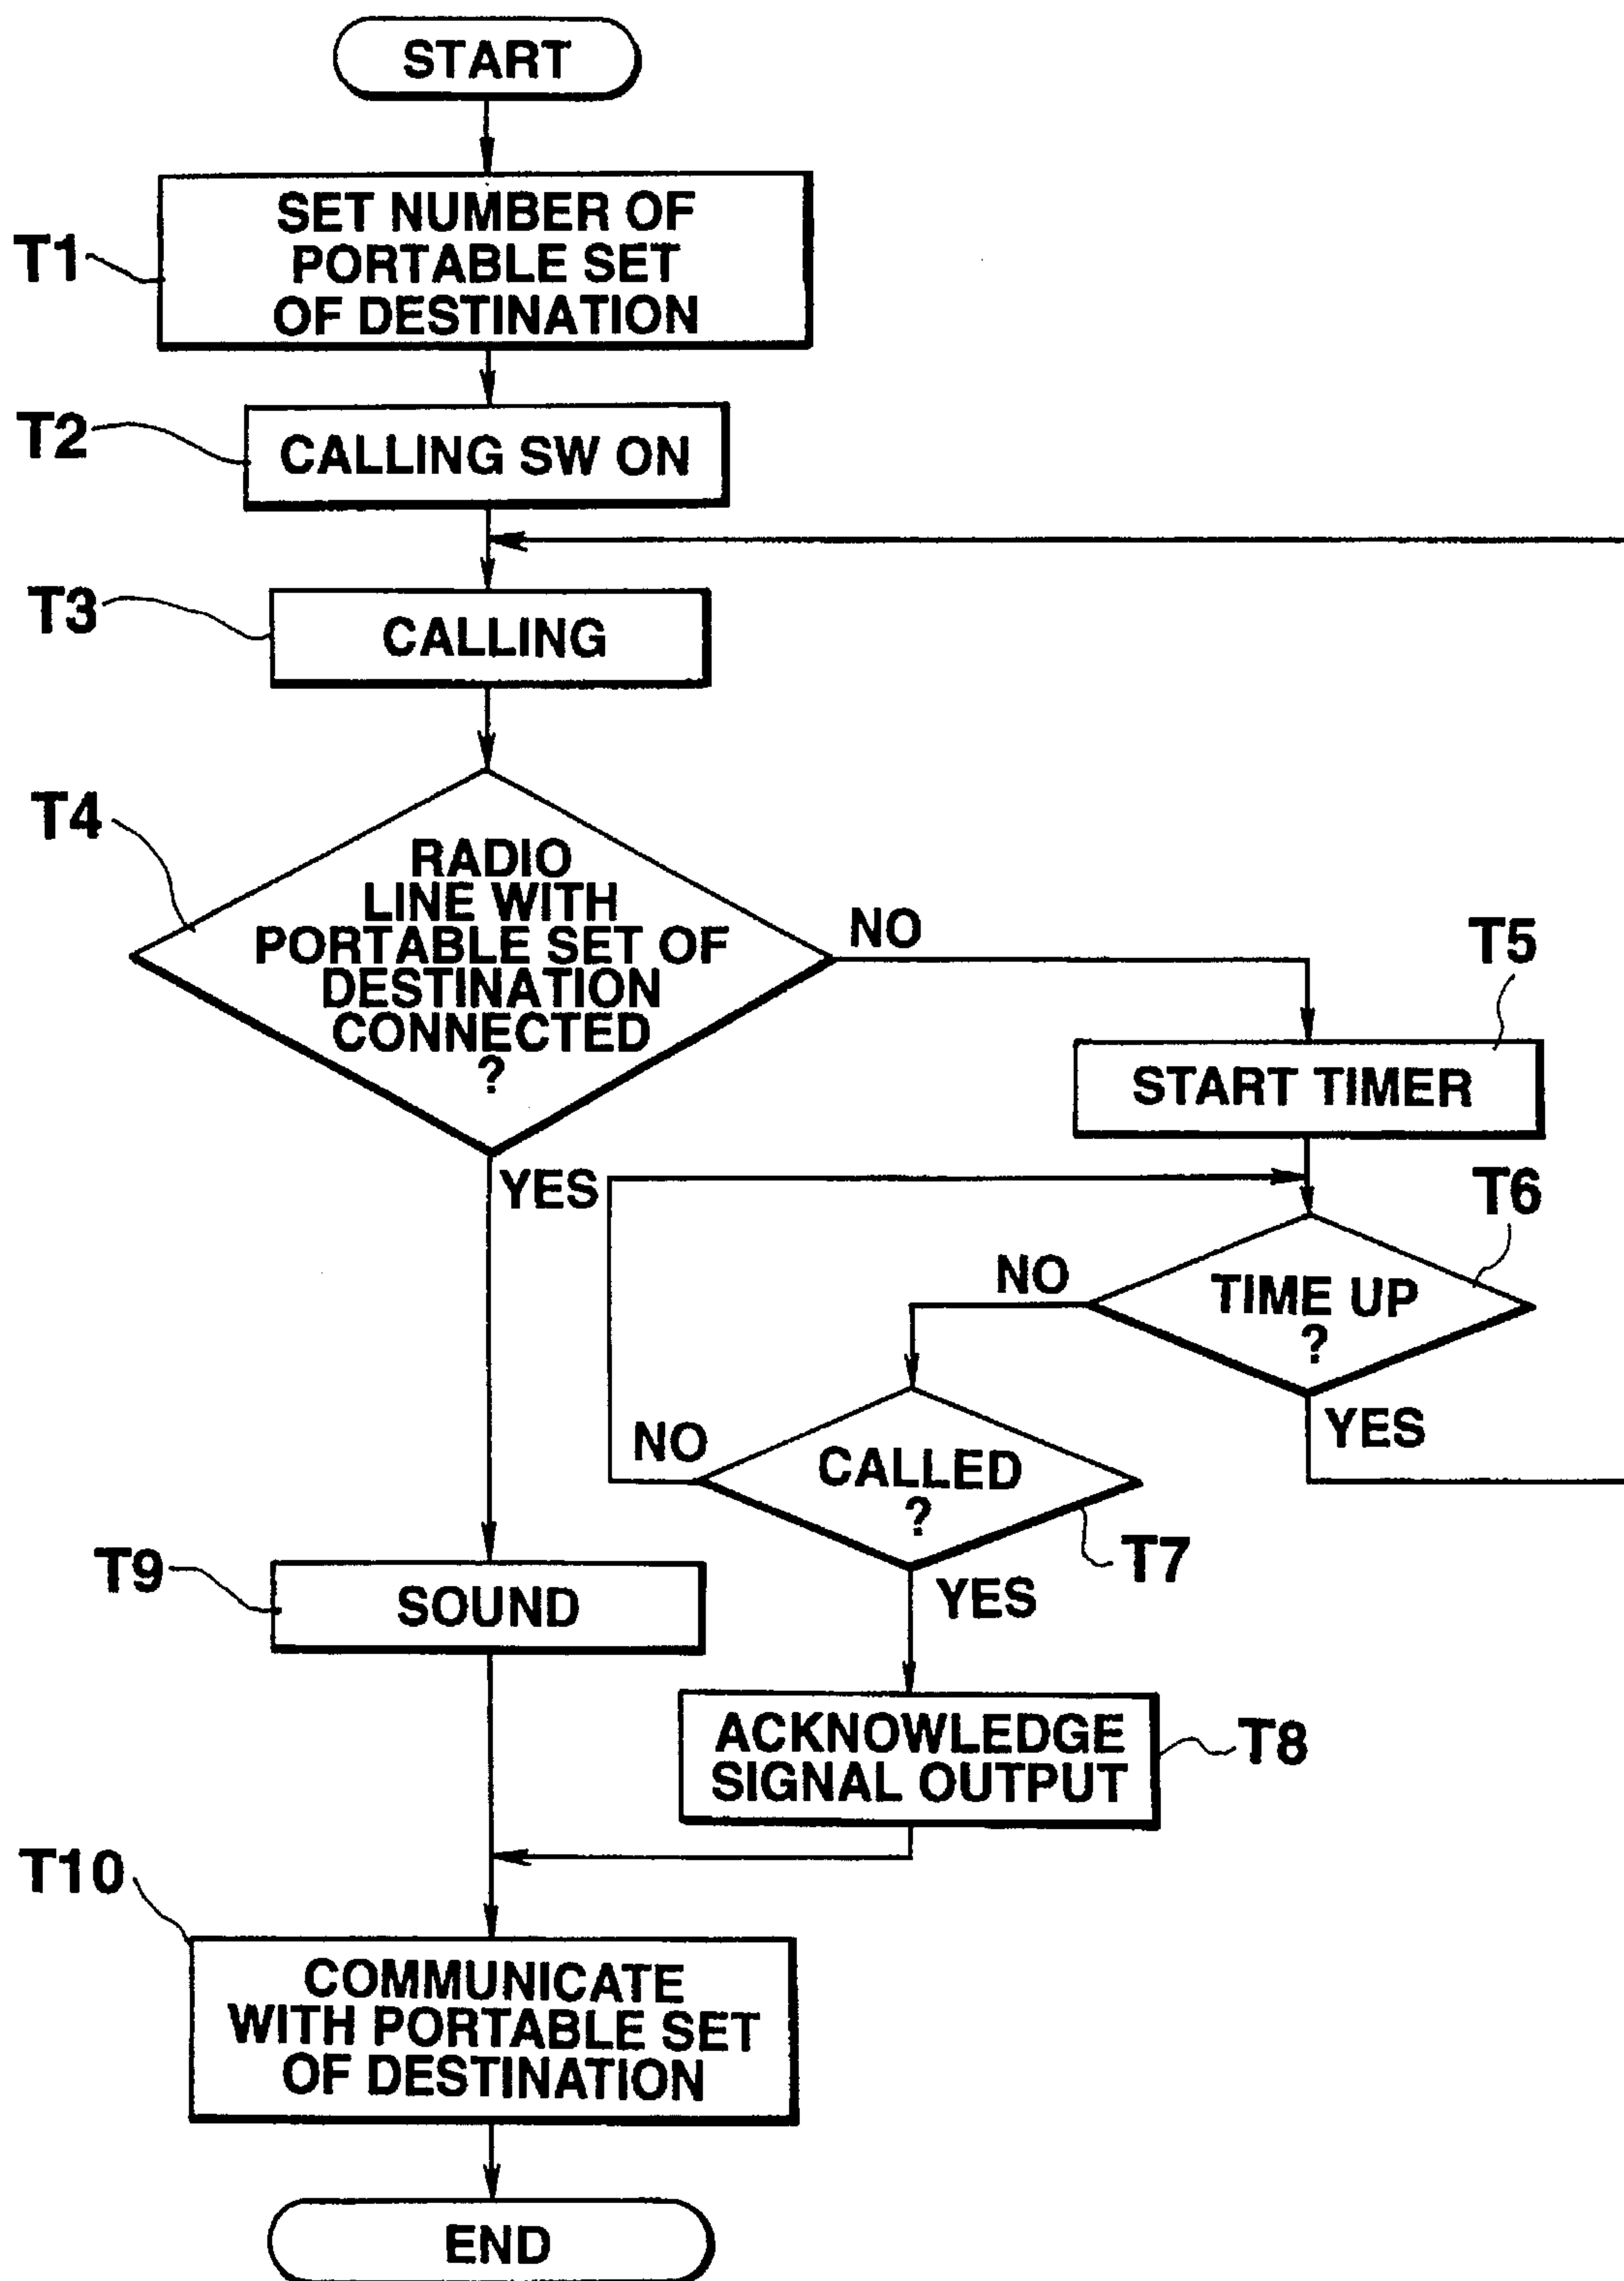 START
T1
SET NUMBER OF
PORTABLE SET
OF DESTINATION
T2
CALLING SW ON
T3
CALLING
T4
RADIO
LINE WITH
PORTABLE SET OF
DESTINATION
CONNECTED
?
NO
YES
T5
START TIMER
T6
TIME UP
?
NO
YES
CALLED
?
NO
T7
YES
T9
SOUND
ACKNOWLEDGE
SIGNAL OUTPUT
T8
T10
COMMUNICATE
WITH PORTABLE SET
OF DESTINATION
END